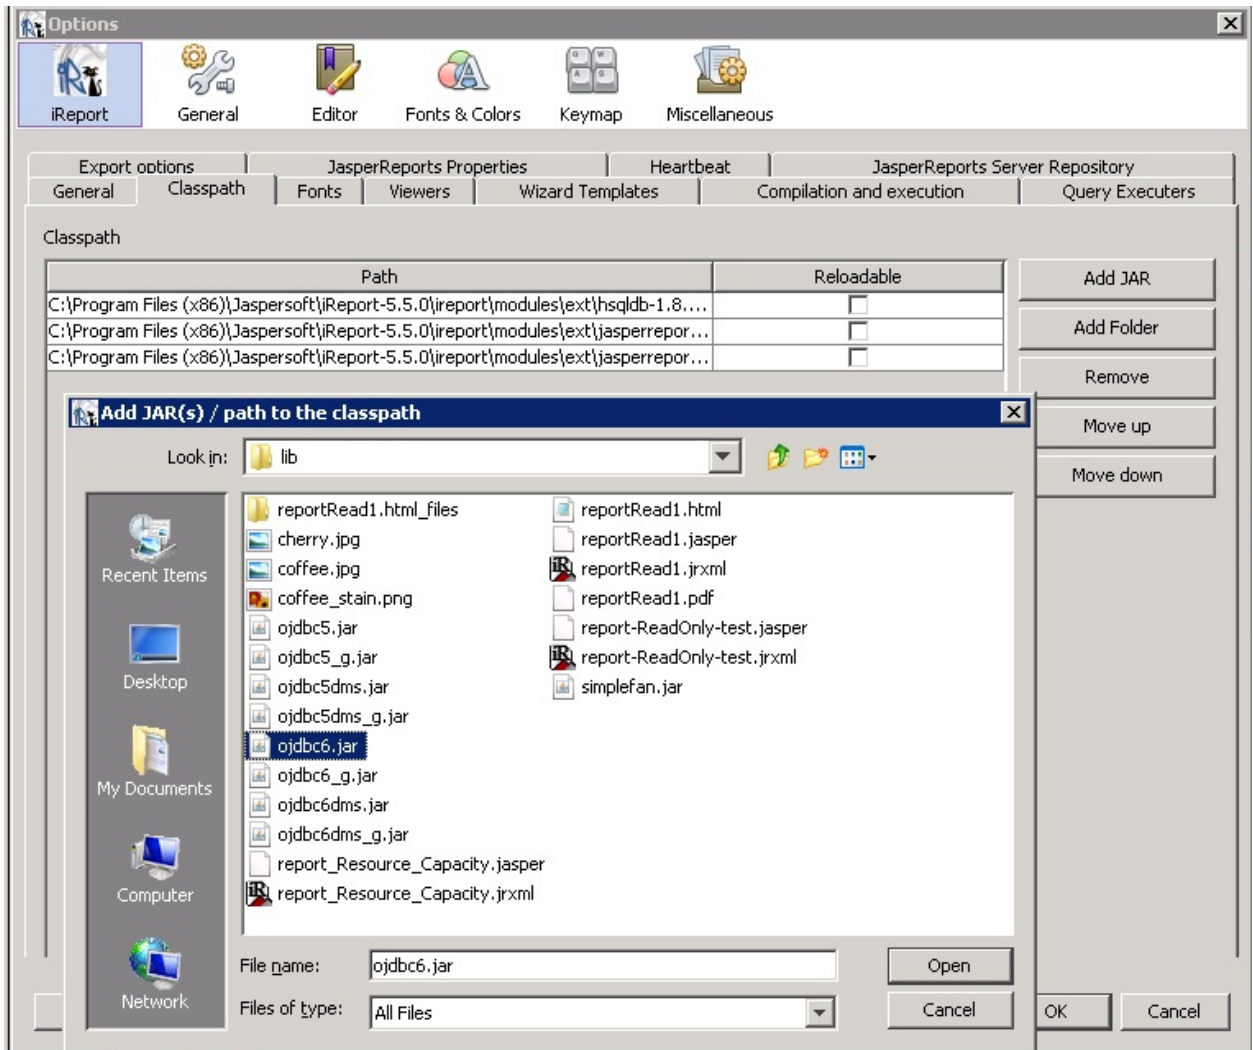 Options
iReport General Editor Fonts & Colors Keymap Miscellaneous
Export options JasperReports Properties Heartbeat JasperReports Server Repository
General Classpath Fonts Viewers Wizard Templates Compilation and execution Query Executers
Classpath
Path Reloadable Add JAR
C:\Program Files (x86)\Jaspersoft\iReport-5.5.0\ireport\modules\ext\hsqldb-1.8....
C:\Program Files (x86)\Jaspersoft\iReport-5.5.0\ireport\modules\ext\jasperrepor... Add Folder
C:\Program Files (x86)\Jaspersoft\iReport-5.5.0\ireport\modules\ext\jasperrepor...
Remove
Move up
Move down
Add JAR(s) / path to the classpath
Look in: lib
Recent Items
Desktop
My Documents
Computer
Network
reportRead1.html_files
cherry.jpg
coffee.jpg
coffee_stain.png
ojdbc5.jar
ojdbc5_g.jar
ojdbc5dms.jar
ojdbc5dms_g.jar
ojdbc6.jar
ojdbc6_g.jar
ojdbc6dms.jar
ojdbc6dms_g.jar
report_Resource_Capacity.jasper
report_Resource_Capacity.jrxml
reportRead1.html
reportRead1.jasper
reportRead1.jrxml
reportRead1.pdf
report-ReadOnly-test.jasper
report-ReadOnly-test.jrxml
simplefan.jar
File name: ojdbc6.jar Open
Files of type: All Files Cancel
OK Cancel